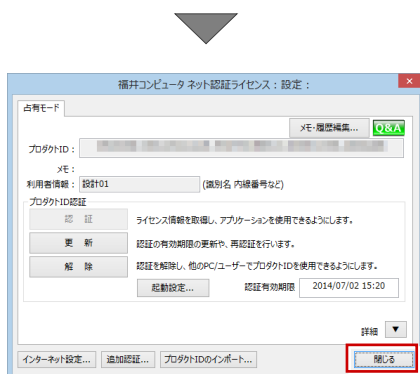 福井コンピュータ ネット認証ライセンス : 設定 :
占有モード
メモ・履歴編集... Q&A
プロダクトID :
メモ :
利用者情報 : 設計01 (識別名 内線番号など)
プロダクトID認証
認 証 ライセンス情報を取得し、アプリケーションを使用できるようにします。
更 新 認証の有効期限の更新や、再認証を行います。
解 除 認証を解除し、他のPC/ユーザーでプロダクトIDを使用できるようにします。
起動設定... 認証有効期限 2014/07/02 15:20
詳細 ▼
インターネット設定... 追加認証... プロダクトIDのインポート... 閉じる